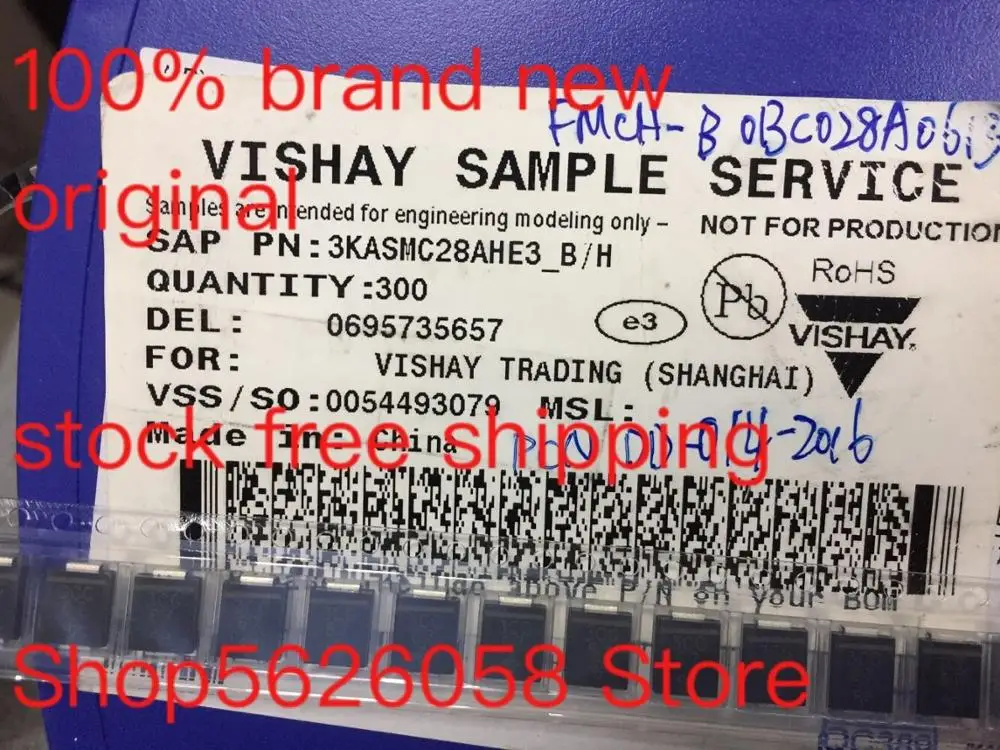 100% brand new
original
stock free shipping
Shop5626058 Store
FMCH-B 0BC028A0613
VISHAY SAMPLE SERVICE
Samples are intended for engineering modeling only –
NOT FOR PRODUCTION
SAP PN:3KASMC28AHE3_B/H
QUANTITY:300
DEL: 0695735657
FOR: VISHAY TRADING (SHANGHAI)
VSS/SO:0054493079 MSL:
Made in: China
e3
Pb
RoHS
VISHAY.
-2016
above P/N on your BOM